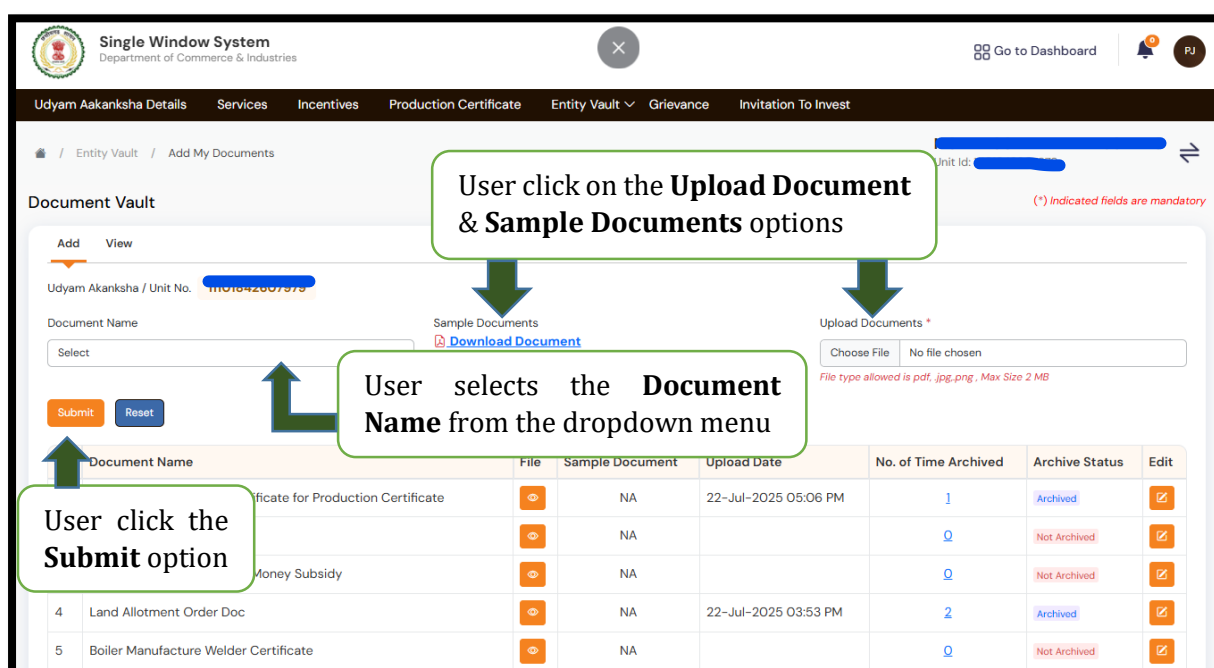 Single Window System
Department of Commerce & Industries
Go to Dashboard
0
PJ
Udyam Aakanksha Details Services Incentives Production Certificate Entity Vault Grievance Invitation To Invest
/ Entity Vault / Add My Documents
Unit Id:
User click on the Upload Document
& Sample Documents options
Document Vault
(*) Indicated fields are mandatory
Add View
Udyam Akanksha / Unit No.
Document Name
Sample Documents
Upload Documents *
Select
Download Document
Choose File No file chosen
File type allowed is pdf, .jpg,.png , Max Size 2 MB
User selects the Document
Name from the dropdown menu
Submit Reset
Document Name File Sample Document Upload Date No. of Time Archived Archive Status Edit
for Production Certificate NA 22-Jul-2025 05:06 PM 1 Archived
User click the
Submit option
NA 0 Not Archived
Money Subsidy NA 0 Not Archived
4 Land Allotment Order Doc NA 22-Jul-2025 03:53 PM 2 Archived
5 Boiler Manufacture Welder Certificate NA 0 Not Archived